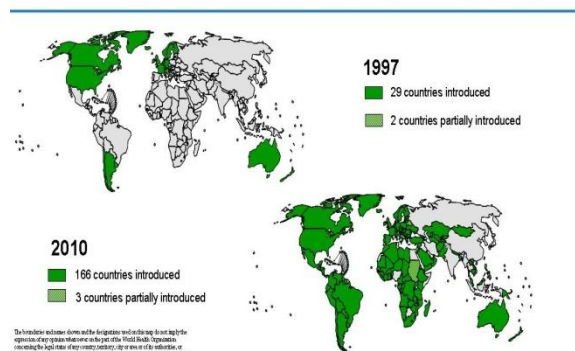 1997
29 countries introduced
2 countries partially introduced
2010
166 countries introduced
3 countries partially introduced
The boundaries and names shown and the designations used on this map do not imply the
expression of any opinion whatsoever on the part of the World Health Organization
concerning the legal status of any country, territory, city or area or of its authorities, or